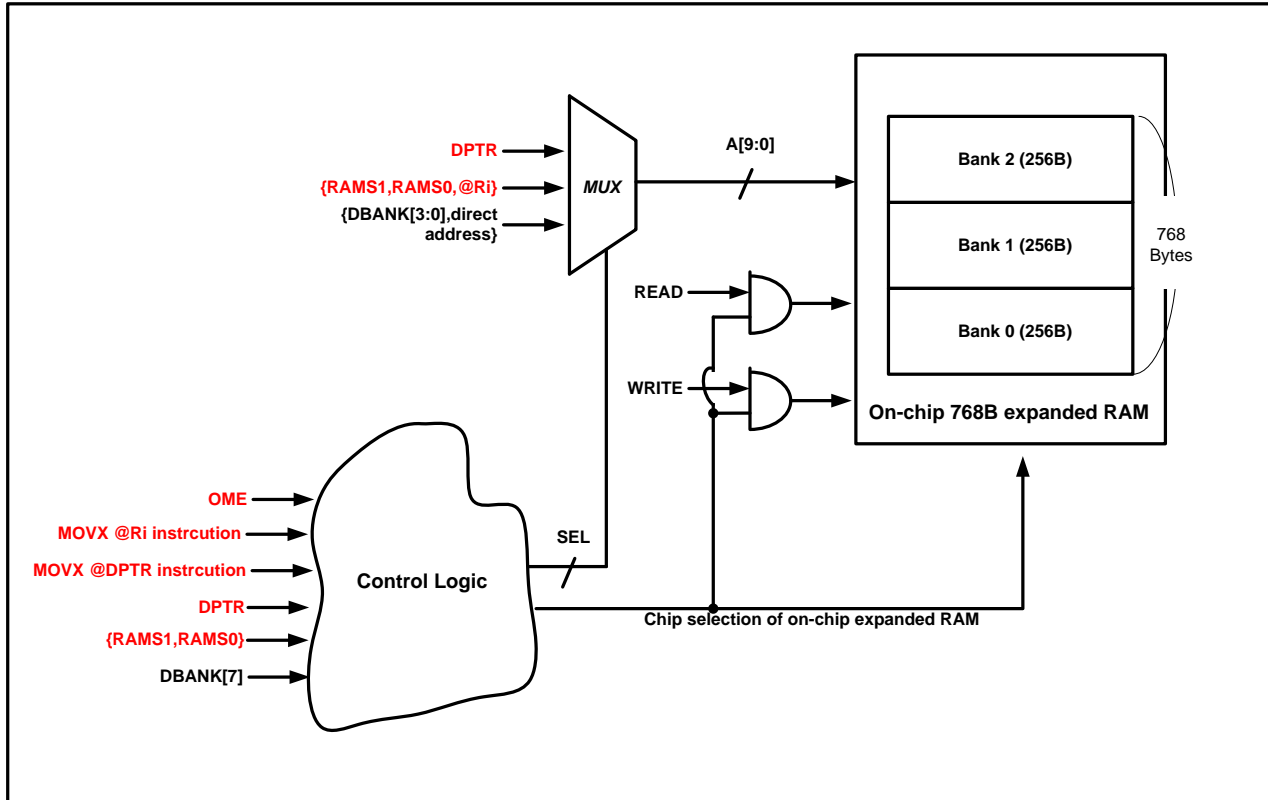 DPTR
{RAMS1,RAMS0,@Ri}
{DBANK[3:0],direct
address}
MUX
A[9:0]
Bank 2 (256B)
Bank 1 (256B)
Bank 0 (256B)
768
Bytes
On-chip 768B expanded RAM
READ
WRITE
OME
MOVX @Ri instrcution
MOVX @DPTR instrcution
DPTR
{RAMS1,RAMS0}
DBANK[7]
Control Logic
SEL
Chip selection of on-chip expanded RAM